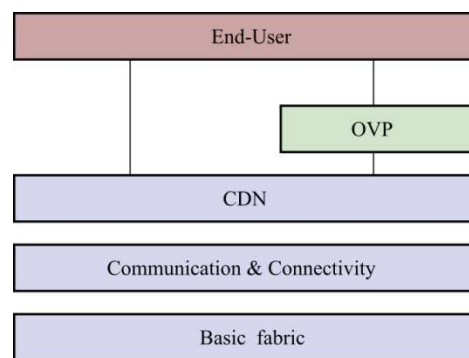 End-User
OVP
CDN
Communication & Connectivity
Basic fabric